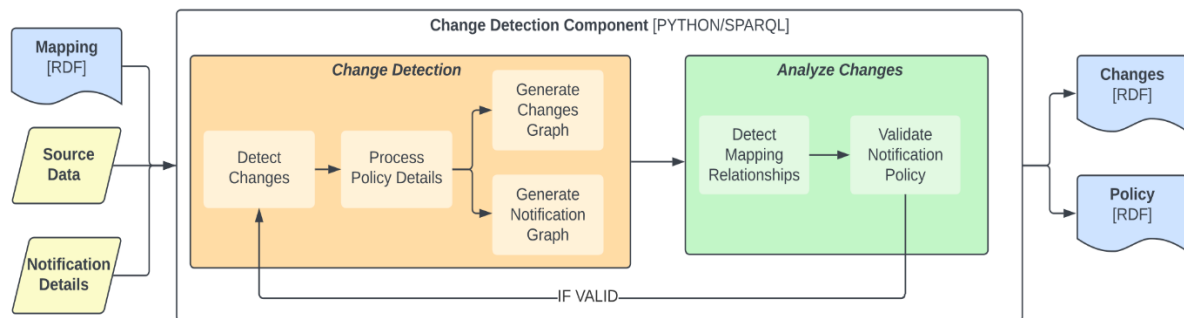 Change Detection Component [PYTHON/SPARQL]
Mapping
[RDF]
Source
Data
Notification
Details
Change Detection
Detect
Changes
Process
Policy Details
Generate
Changes
Graph
Generate
Notification
Graph
Analyze Changes
Detect
Mapping
Relationships
Validate
Notification
Policy
IF VALID
Changes
[RDF]
Policy
[RDF]